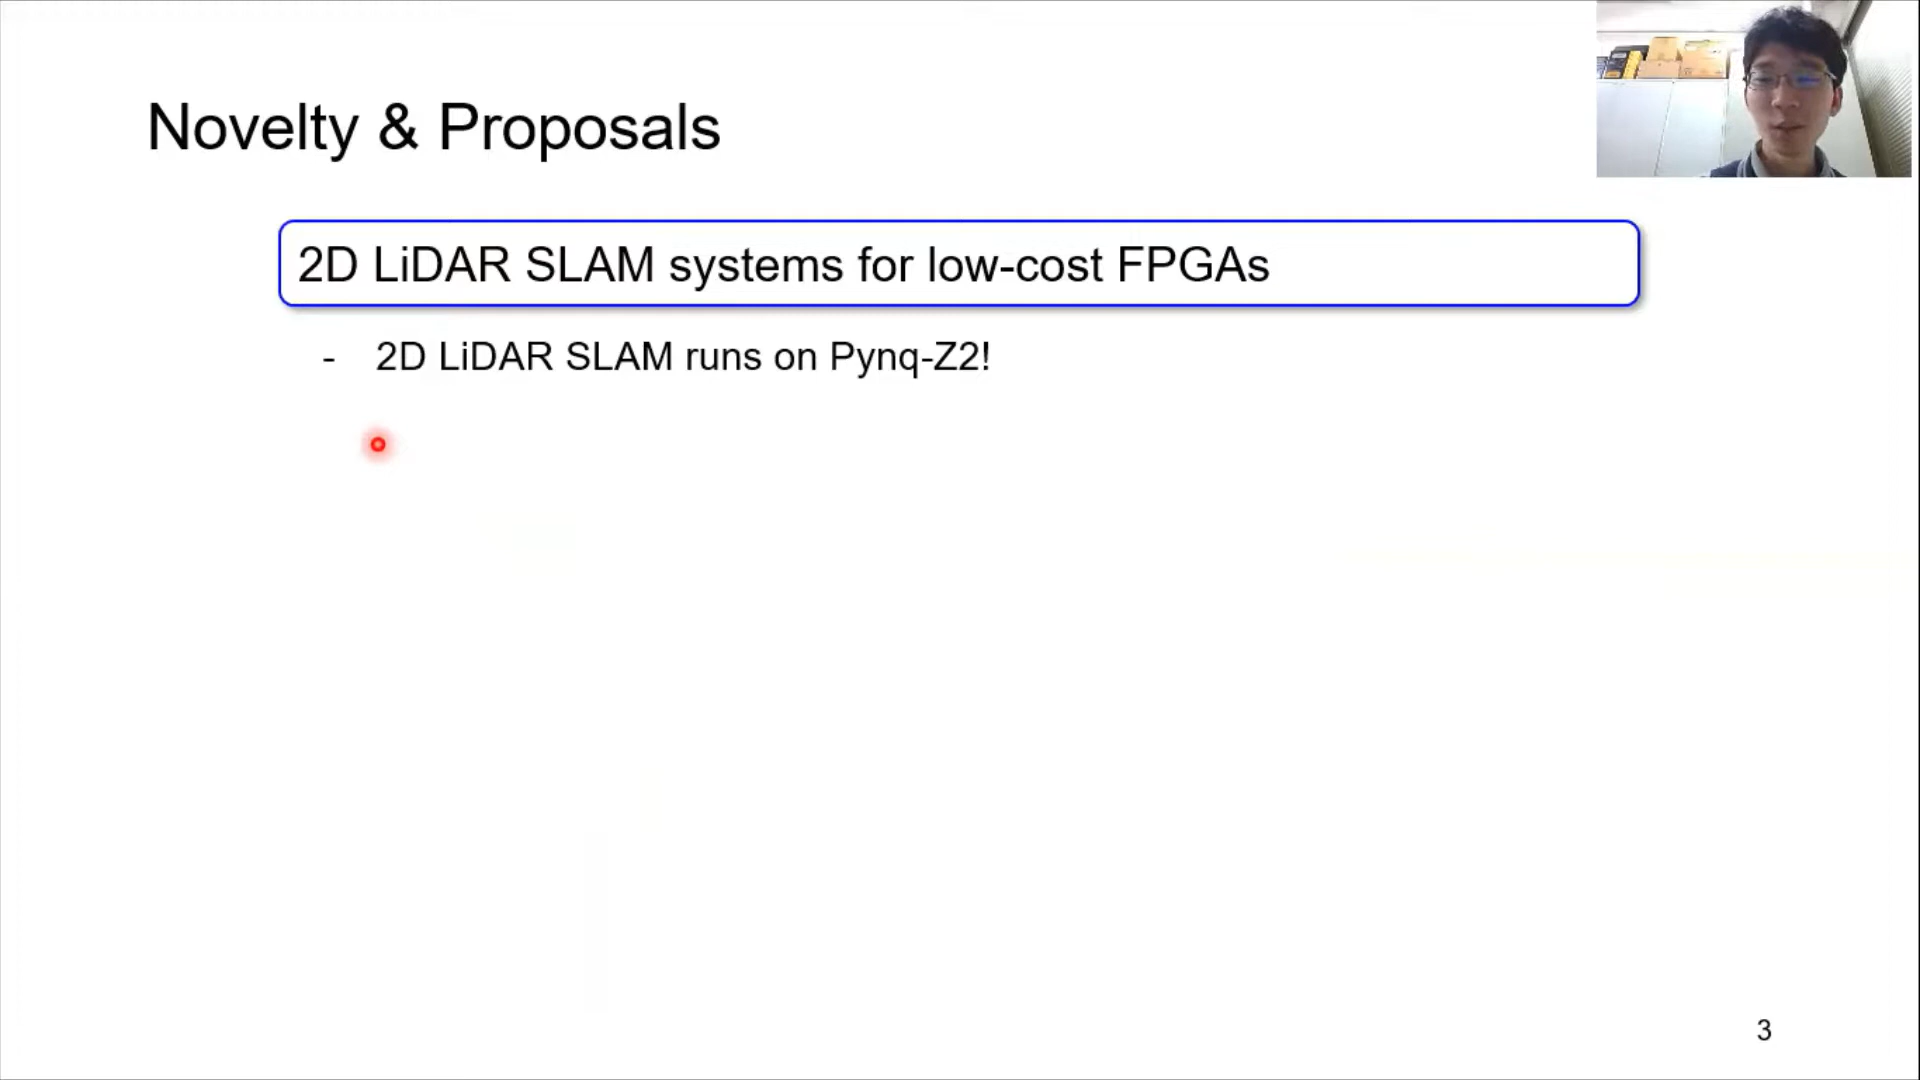 Novelty & Proposals
2D LiDAR SLAM systems for low-cost FPGAs
- 2D LiDAR SLAM runs on Pynq-Z2!
3